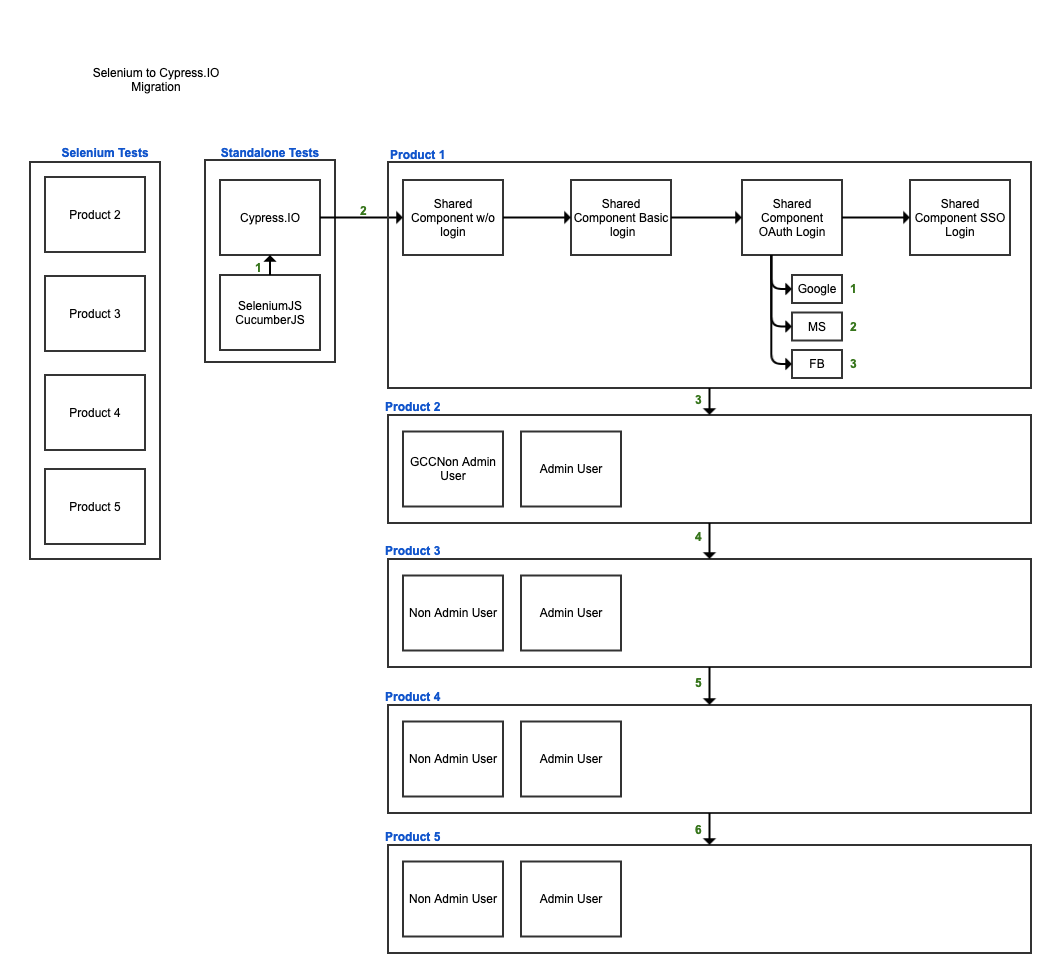 Selenium to Cypress.IO
Migration
Selenium Tests
Product 2
Product 3
Product 4
Product 5
Standalone Tests
Cypress.IO
1
SeleniumJS
CucumberJS
2
Product 1
Shared
Component w/o
login
Shared
Component Basic
login
Shared
Component
OAuth Login
Shared
Component SSO
Login
Google
1
MS
2
FB
3
3
Product 2
GCCNon Admin
User
Admin User
4
Product 3
Non Admin User
Admin User
5
Product 4
Non Admin User
Admin User
6
Product 5
Non Admin User
Admin User